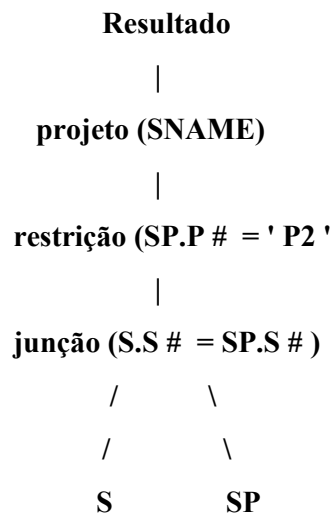 Resultado
|
projeto (SNAME)
|
restrição (SP.P # = ' P2 '
|
junção (S.S # = SP.S # )
/ \
/ \
S SP